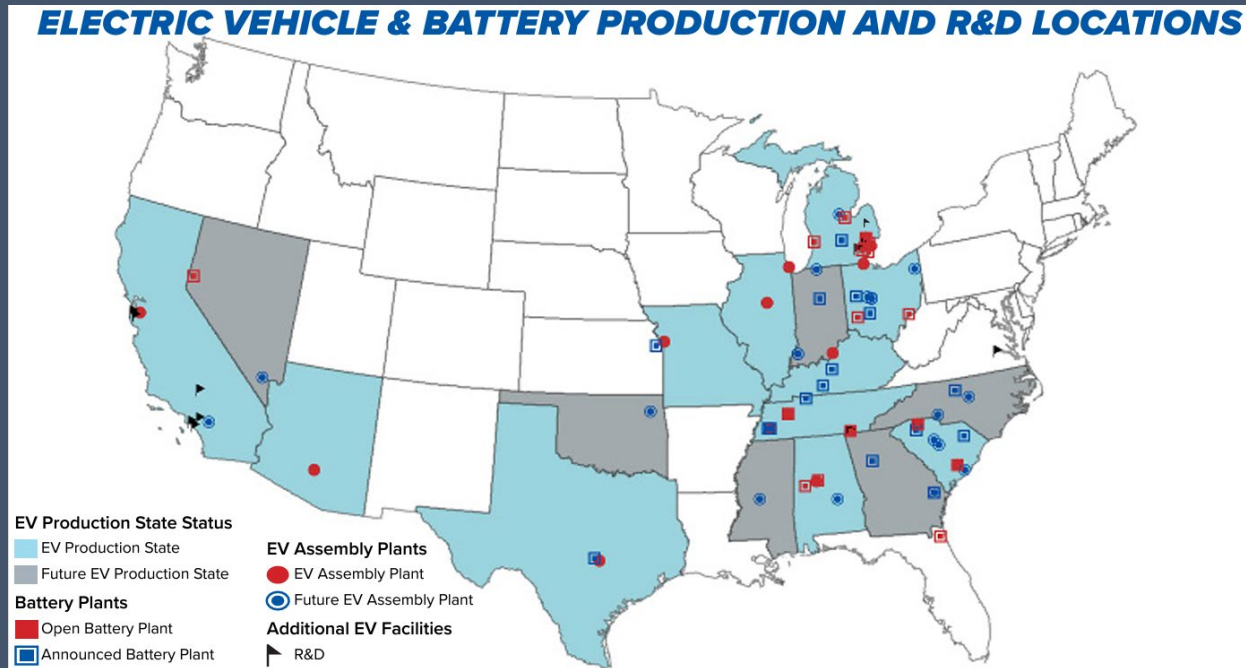 ELECTRIC VEHICLE & BATTERY PRODUCTION AND R&D LOCATIONS
EV Production State Status
EV Production State
Future EV Production State
Battery Plants
Open Battery Plant
Announced Battery Plant
EV Assembly Plants
EV Assembly Plant
Future EV Assembly Plant
Additional EV Facilities
R&D